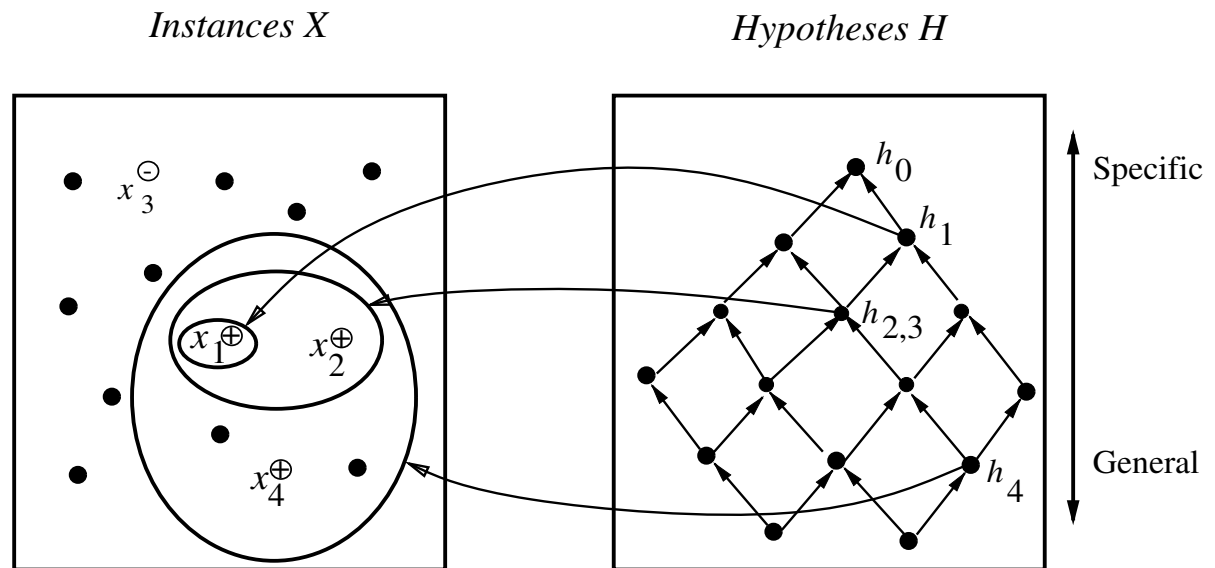 Instances X
Hypotheses H
x3 ⊖
x1 ⊕
x2 ⊕
x4 ⊕
h0
h1
h2,3
h4
Specific
General